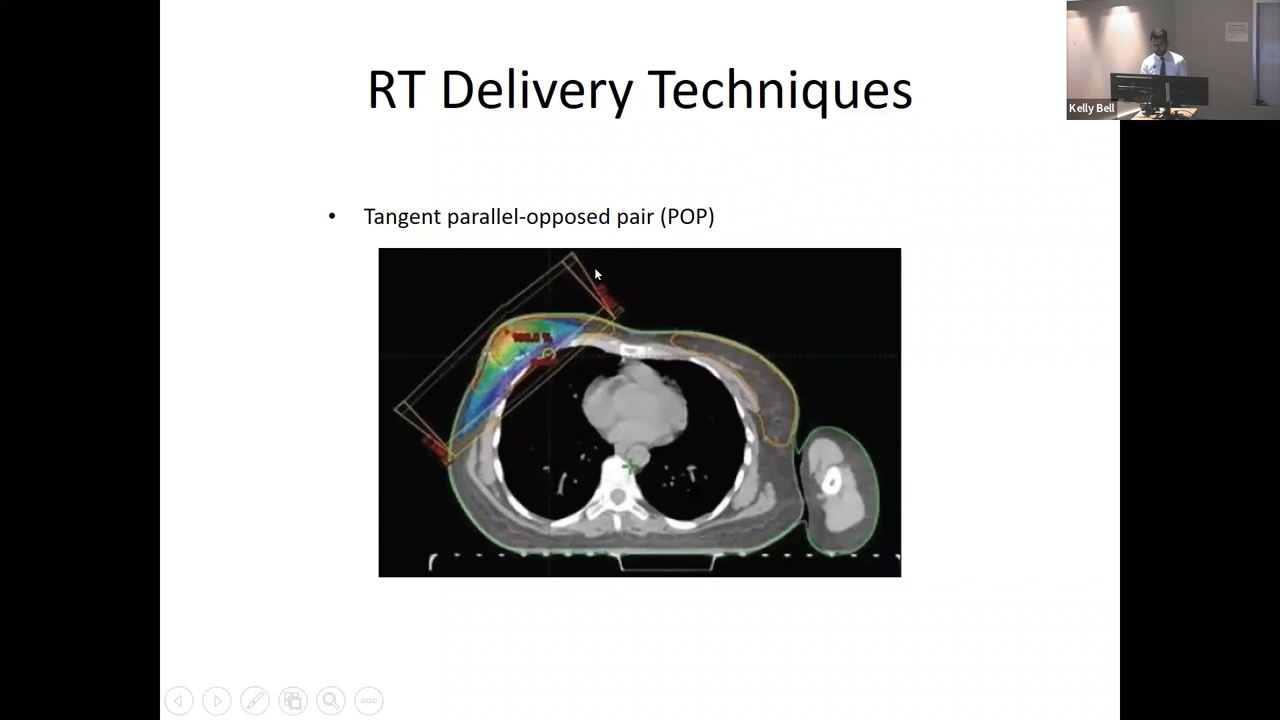 RT Delivery Techniques
Kelly Bell
• Tangent parallel-opposed pair (POP)